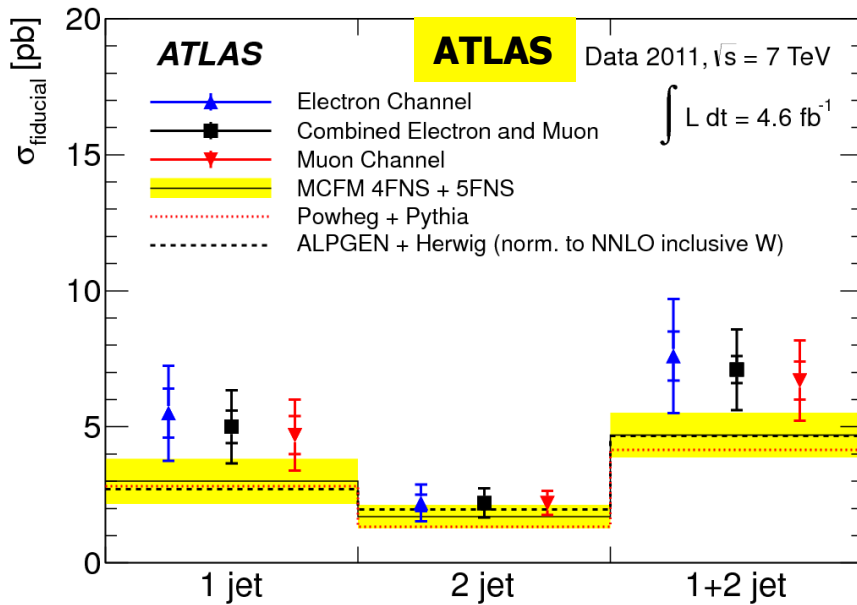 20
15
10
5
0
σfiducial [pb]
ATLAS
ATLAS
Data 2011, √s = 7 TeV
∫ L dt = 4.6 fb⁻¹
Electron Channel
Combined Electron and Muon
Muon Channel
MCFM 4FNS + 5FNS
Powheg + Pythia
ALPGEN + Herwig (norm. to NNLO inclusive W)
1 jet
2 jet
1+2 jet